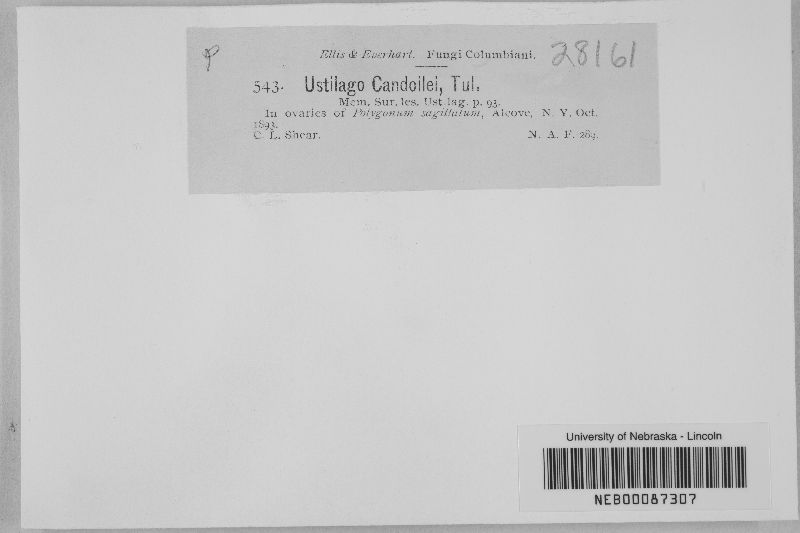 Ellis & Everhart. Fungi Columbiani. 28161
543. Ustilago Candollei, Tul.
Mem. Sur. les. Ust lag. p. 93.
In ovaries of Polygonum sagittatum, Alcove, N. Y. Oct.
1893.
C. L. Shear. N. A. F. 289.
University of Nebraska - Lincoln
NEB00087307